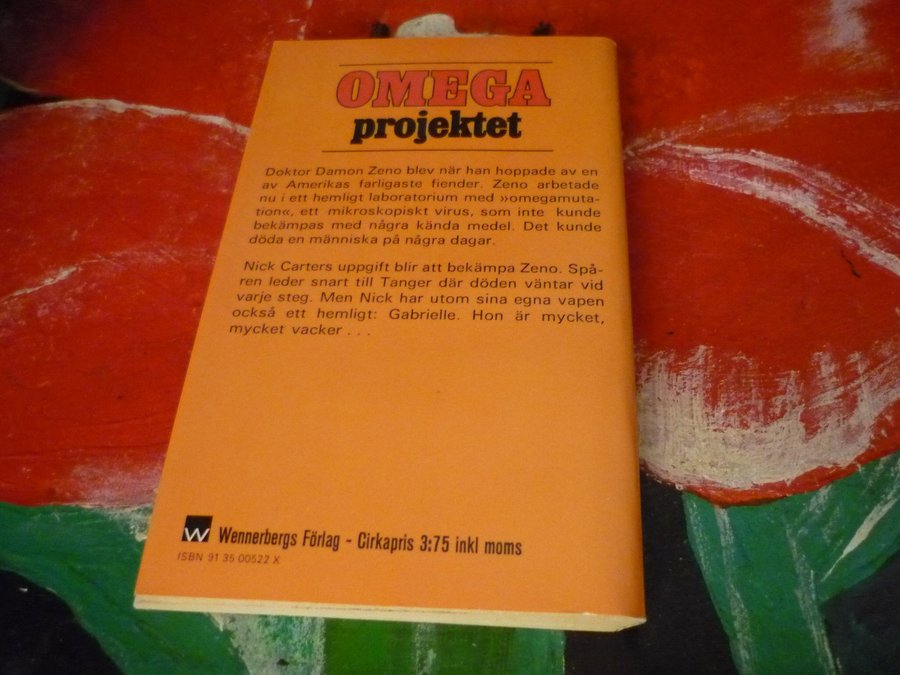 OMEGA
projektet
Doktor Damon Zeno blev när han hoppade av en
av Amerikas farligaste fiender. Zeno arbetade
nu i ett hemligt laboratorium med »omegamuta-
tion«, ett mikroskopiskt virus, som inte kunde
bekämpas med några kända medel. Det kunde
döda en människa på några dagar.
Nick Carters uppgift blir att bekämpa Zeno. Spå-
ren leder snart till Tanger där döden väntar vid
varje steg. Men Nick har utom sina egna vapen
också ett hemligt: Gabrielle. Hon är mycket,
mycket vacker . . .
W Wennerbergs Förlag - Cirkapris 3:75 inkl moms
ISBN 91 35 00522 X